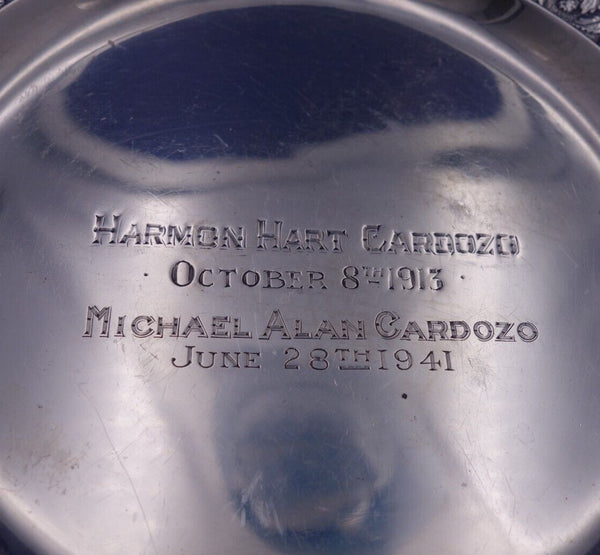 HARMON HART CARDOZO
OCTOBER 8TH 1913
MICHAEL ALAN CARDOZO
JUNE 28TH 1941